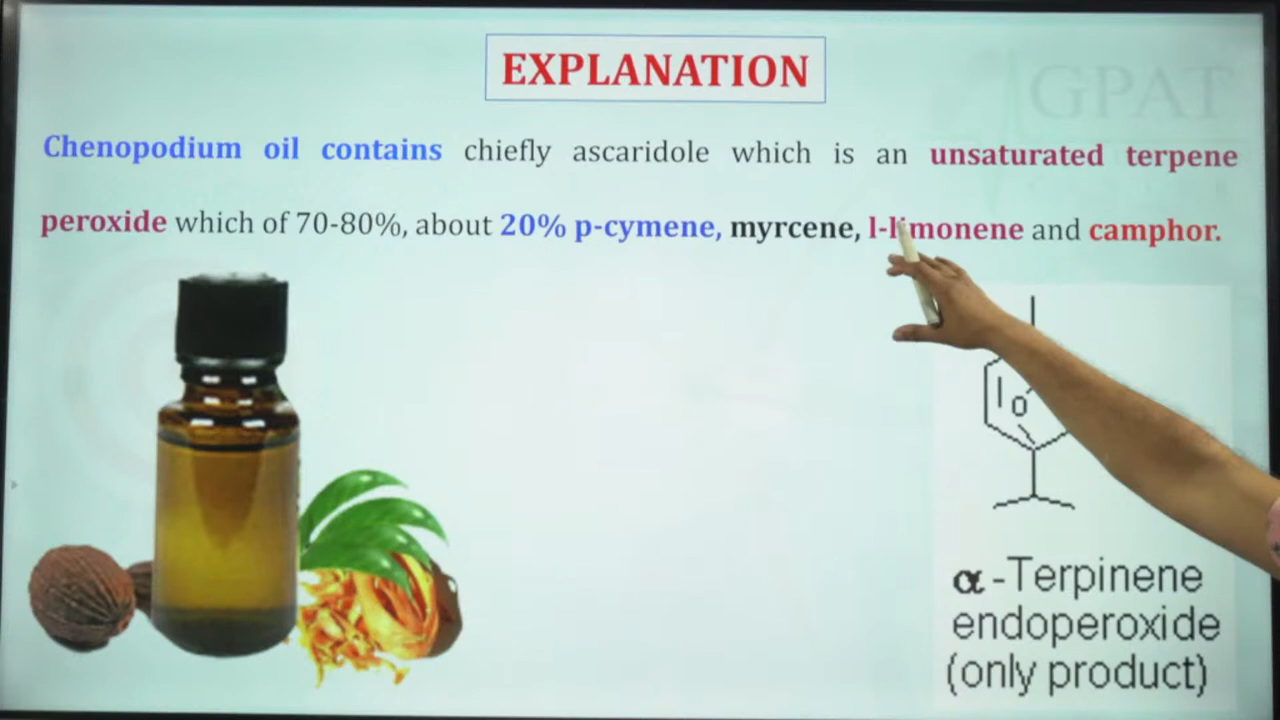 EXPLANATION
GPAT
Chenopodium oil contains chiefly ascaridole which is an unsaturated terpene
peroxide which of 70-80%, about 20% p-cymene, myrcene, l-limonene and camphor.
O
α-Terpinene
endoperoxide
(only product)